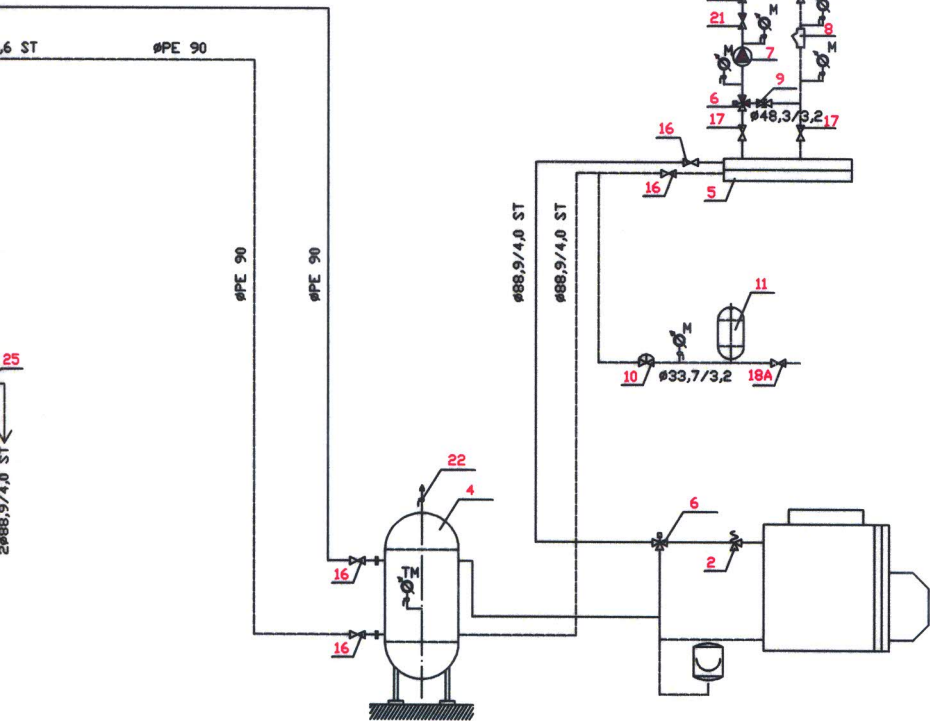 21
M
8
,6 ST
ØPE 90
M
7
M
9
6
Ø48,3/3,2
17
17
16
16
5
ØPE 90
ØPE 90
Ø88,9/4,0 ST
Ø88,9/4,0 ST
11
M
25
10
Ø33,7/3,2
18A
2Ø88,9/4,0 ST
22
4
6
S
2
16
TM
16